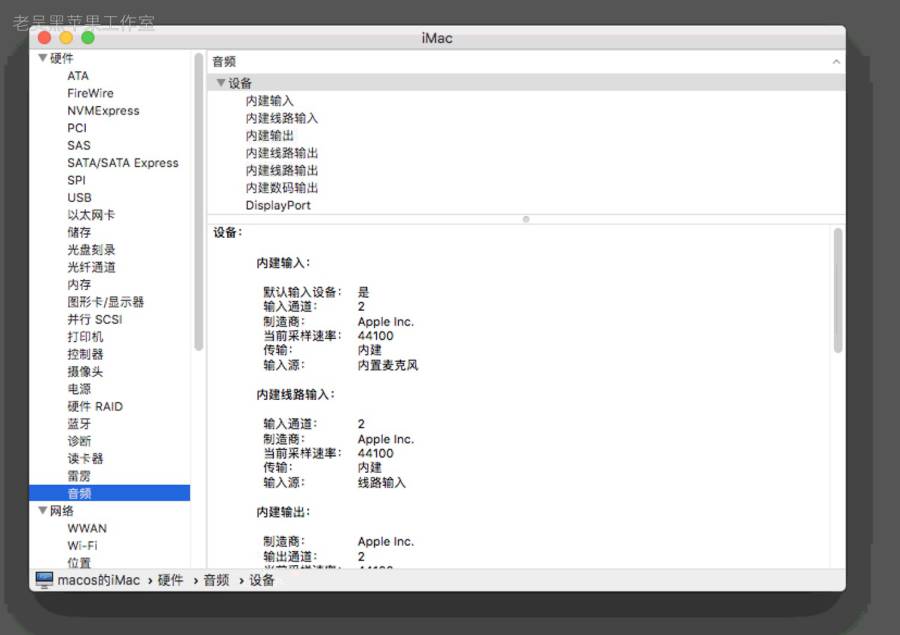 老吴黑苹果工作室
iMac
硬件
ATA
FireWire
NVMExpress
PCI
SAS
SATA/SATA Express
SPI
USB
以太网卡
储存
光盘刻录
光纤通道
内存
图形卡/显示器
并行 SCSI
打印机
控制器
摄像头
电源
硬件 RAID
蓝牙
诊断
读卡器
雷雳
音频
网络
WWAN
Wi-Fi
位置
音频
设备
内建输入
内建线路输入
内建输出
内建线路输出
内建线路输出
内建数码输出
DisplayPort
设备：
内建输入：
默认输入设备： 是
输入通道： 2
制造商： Apple Inc.
当前采样速率： 44100
传输： 内建
输入源： 内置麦克风
内建线路输入：
输入通道： 2
制造商： Apple Inc.
当前采样速率： 44100
传输： 内建
输入源： 线路输入
内建输出：
制造商： Apple Inc.
输出通道： 2
当前采样速率： 44100
macos的iMac › 硬件 › 音频 › 设备